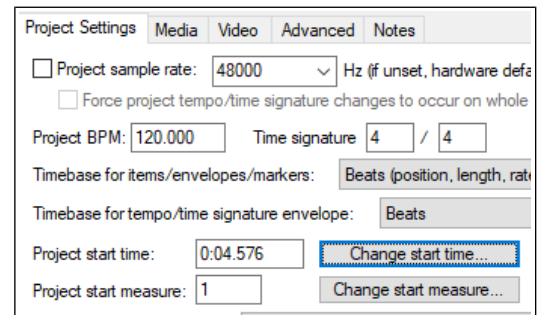 Project Settings Media Video Advanced Notes
Project sample rate: 48000 Hz (if unset, hardware defa
Force project tempo/time signature changes to occur on whole
Project BPM: 120.000 Time signature 4 / 4
Timebase for items/envelopes/markers: Beats (position, length, rate
Timebase for tempo/time signature envelope: Beats
Project start time: 0:04.576 Change start time...
Project start measure: 1 Change start measure...